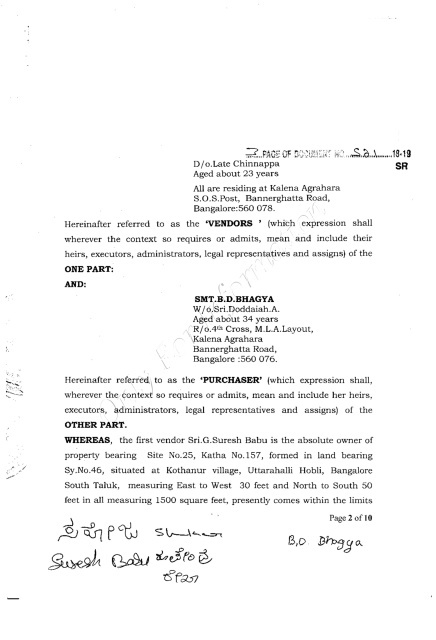 PAGE OF DOCUMENT NO. 521 18-19
SR
D/o.Late Chinnappa
Aged about 23 years
All are residing at Kalena Agrahara
S.O.S.Post, Bannerghatta Road,
Bangalore:560 078.
Hereinafter referred to as the 'VENDORS ' (which expression shall
wherever the context so requires or admits, mean and include their
heirs, executors, administrators, legal representatives and assigns) of the
ONE PART:
AND:
SMT.B.D.BHAGYA
W/o.Sri.Doddaiah.A.
Aged about 34 years
R/o.4th Cross, M.L.A.Layout,
Kalena Agrahara
Bannerghatta Road,
Bangalore :560 076.
Hereinafter referred to as the 'PURCHASER' (which expression shall,
wherever the context so requires or admits, mean and include her heirs,
executors, administrators, legal representatives and assigns) of the
OTHER PART.
WHEREAS, the first vendor Sri.G.Suresh Babu is the absolute owner of
property bearing Site No.25, Katha No.157, formed in land bearing
Sy.No.46, situated at Kothanur village, Uttarahalli Hobli, Bangalore
South Taluk, measuring East to West 30 feet and North to South 50
feet in all measuring 1500 square feet, presently comes within the limits
Page 2 of 10
B.D Bhagya
Suresh Babu